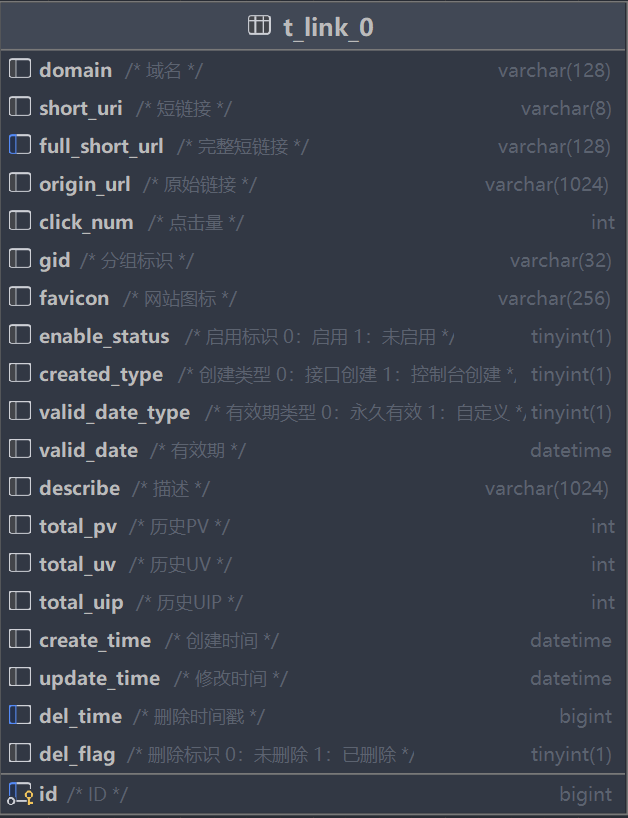 t_link_0
domain /* 域名 */ varchar(128)
short_uri /* 短链接 */ varchar(8)
full_short_url /* 完整短链接 */ varchar(128)
origin_url /* 原始链接 */ varchar(1024)
click_num /* 点击量 */ int
gid /* 分组标识 */ varchar(32)
favicon /* 网站图标 */ varchar(256)
enable_status /* 启用标识 0：启用 1：未启用 */ tinyint(1)
created_type /* 创建类型 0：接口创建 1：控制台创建 */ tinyint(1)
valid_date_type /* 有效期类型 0：永久有效 1：自定义 */ tinyint(1)
valid_date /* 有效期 */ datetime
describe /* 描述 */ varchar(1024)
total_pv /* 历史PV */ int
total_uv /* 历史UV */ int
total_uip /* 历史UIP */ int
create_time /* 创建时间 */ datetime
update_time /* 修改时间 */ datetime
del_time /* 删除时间戳 */ bigint
del_flag /* 删除标识 0：未删除 1：已删除 */ tinyint(1)
id /* ID */ bigint